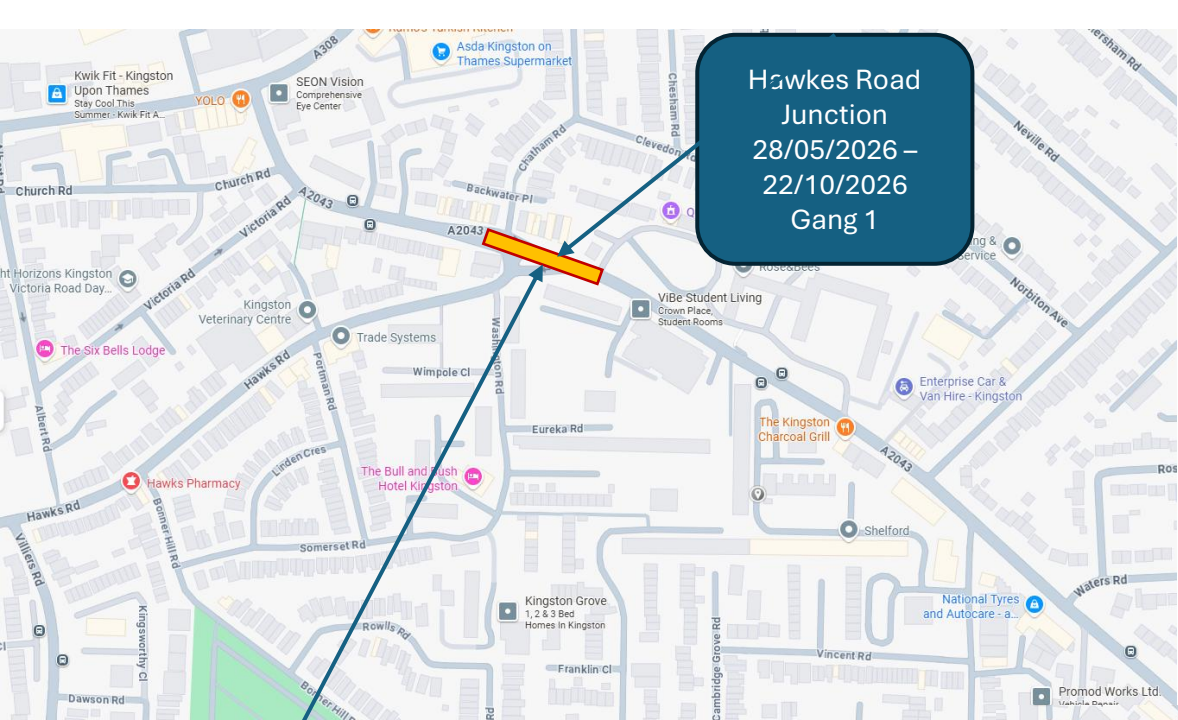 Asda Kingston on
Thames Supermarket
A308
Kwik Fit - Kingston
Upon Thames
Stay Cool This
Summer - Kwik Fit A...
YOLO
SEON Vision
Comprehensive
Eye Center
Chesham Rd
Hawkes Road
Junction
28/05/2026 –
22/10/2026
Gang 1
Neville Rd
Chatham Rd
Church Rd
Church Rd
A2043
Victoria Rd
Backwater Pl
A2043
Victoria Road Day...
Victoria Rd
Kingston
Veterinary Centre
Rose&Bees
Norbiton Ave
ViBe Student Living
Crown Place,
Student Rooms
Trade Systems
The Six Bells Lodge
Hawks Rd
Portman Rd
Washington Rd
Wimpole Cl
Enterprise Car &
Van Hire - Kingston
Albert Rd
Eureka Rd
The Kingston
Charcoal Grill
A2043
Linden Cres
The Bull and Bush
Hotel Kingston
Hawks Pharmacy
Hawks Rd
Bonner Hill Rd
Villiers Rd
Somerset Rd
Shelford
Waters Rd
National Tyres
and Autocare - a...
Kingston Grove
1, 2 & 3 Bed
Homes In Kingston
Kingsworthy Cl
Rowlls Rd
Cambridge Grove Rd
Vincent Rd
Franklin Cl
Dawson Rd
Promod Works Ltd.
Vehicle Repair